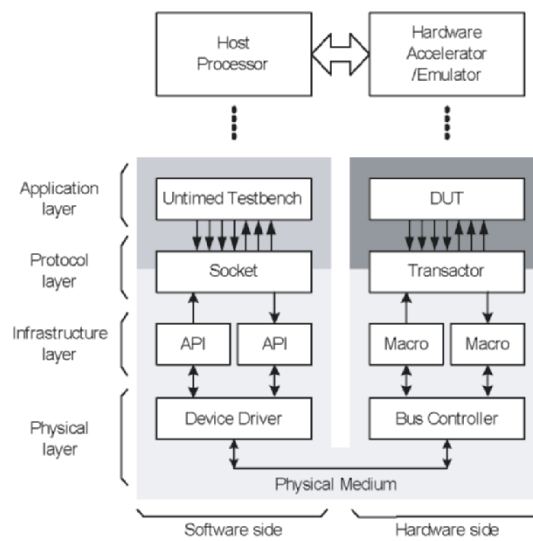 Host
Processor
Hardware
Accelerator
/Emulator
Application
layer
Untimed Testbench
DUT
Protocol
layer
Socket
Transactor
Infrastructure
layer
API
API
Macro
Macro
Physical
layer
Device Driver
Bus Controller
Physical Medium
Software side
Hardware side